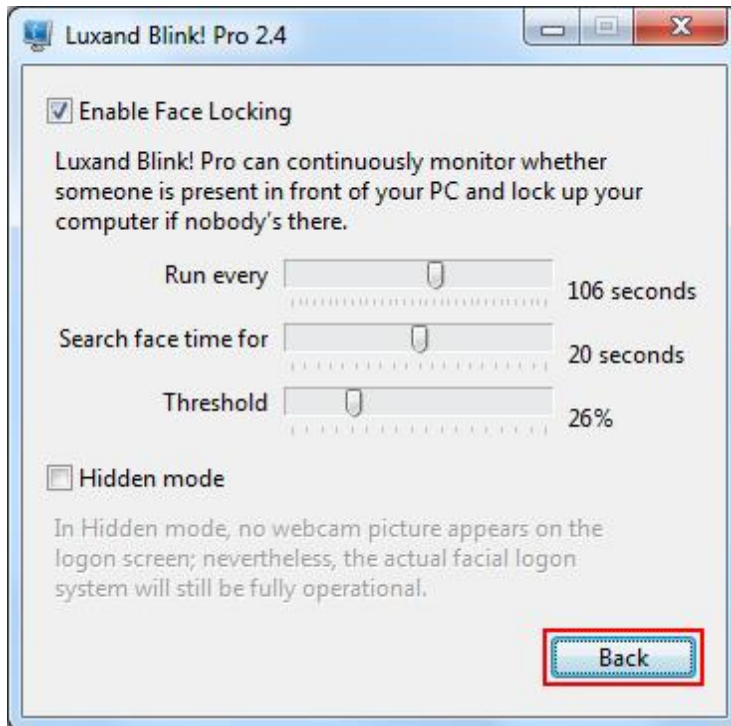 Luxand Blink! Pro 2.4
Enable Face Locking
Luxand Blink! Pro can continuously monitor whether
someone is present in front of your PC and lock up your
computer if nobody's there.
Run every
106 seconds
Search face time for
20 seconds
Threshold
26%
Hidden mode
In Hidden mode, no webcam picture appears on the
logon screen; nevertheless, the actual facial logon
system will still be fully operational.
Back